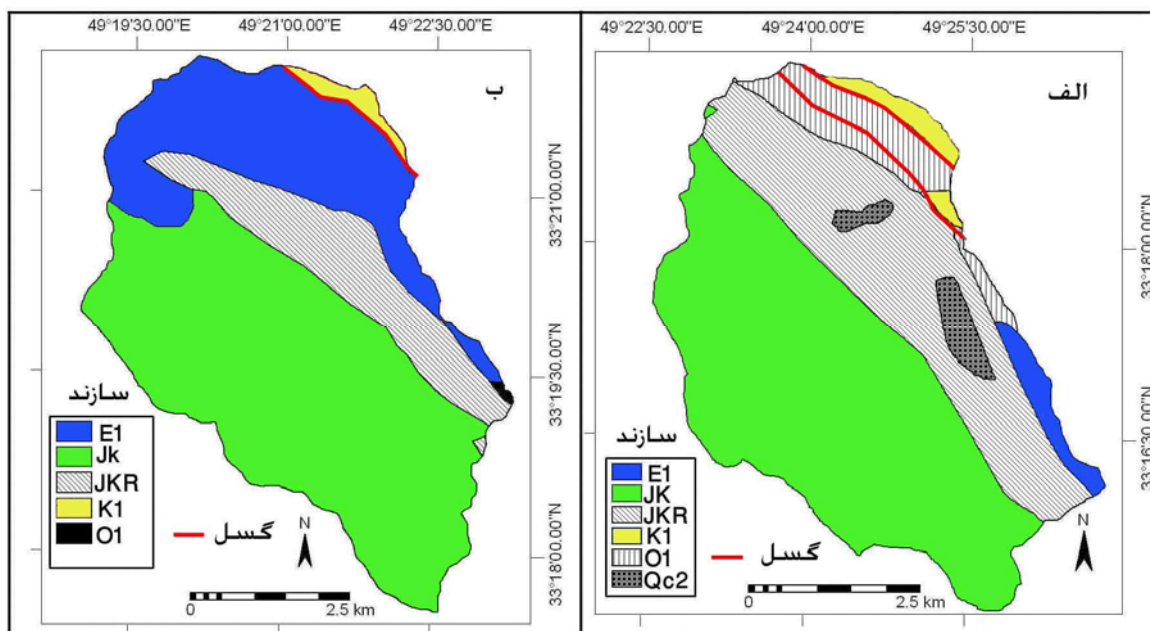 49°19'30.00"E
49°21'00.00"E
49°22'30.00"E
ب
33°21'00.00"N
33°19'30.00"N
33°18'00.00"N
سازند
E1
Jk
JKR
K1
O1
گسل
N
0
2.5 km
49°22'30.00"E
49°24'00.00"E
49°25'30.00"E
الف
33°18'00.00"N
33°16'30.00"N
سازند
E1
JK
JKR
K1
O1
Qc2
گسل
N
0
2.5 km